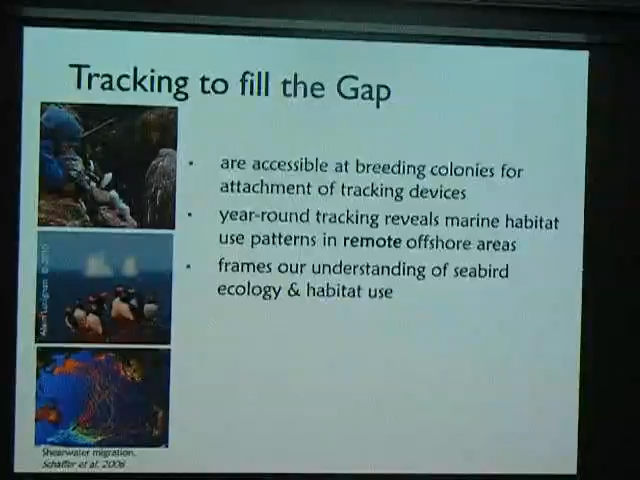 Tracking to fill the Gap
are accessible at breeding colonies for
attachment of tracking devices
year-round tracking reveals marine habitat
use patterns in remote offshore areas
frames our understanding of seabird
ecology & habitat use
© 2010
Shearwater migration,
Schaffer et al. 2006